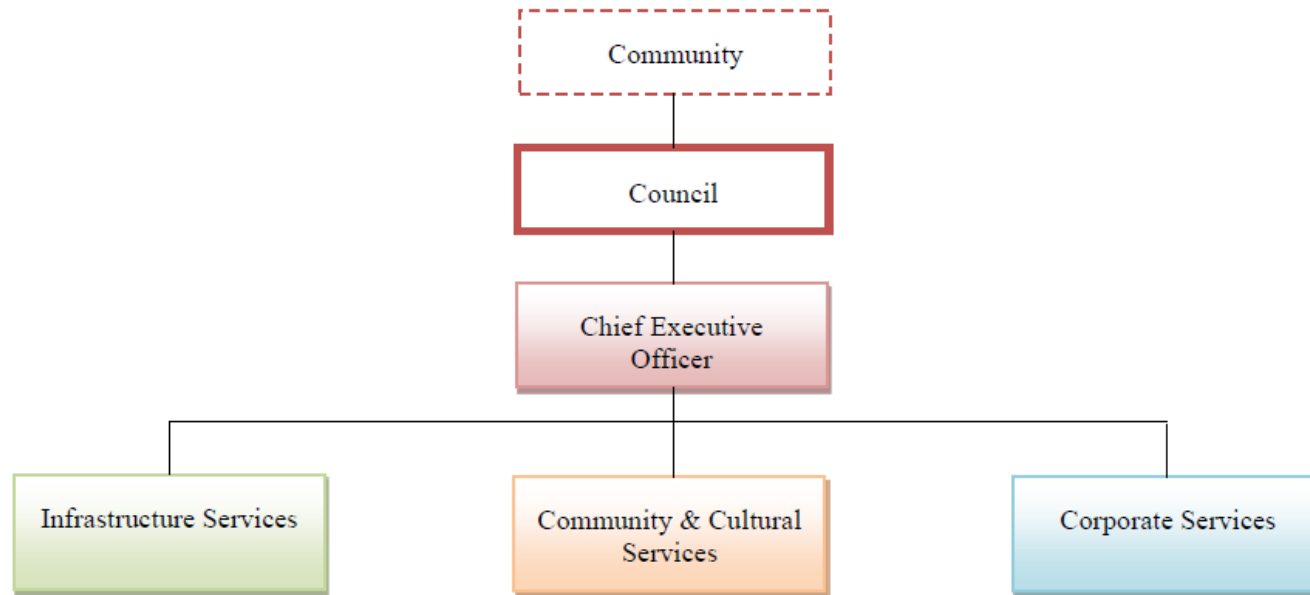 Community
Council
Chief Executive
Officer
Infrastructure Services
Community & Cultural
Services
Corporate Services